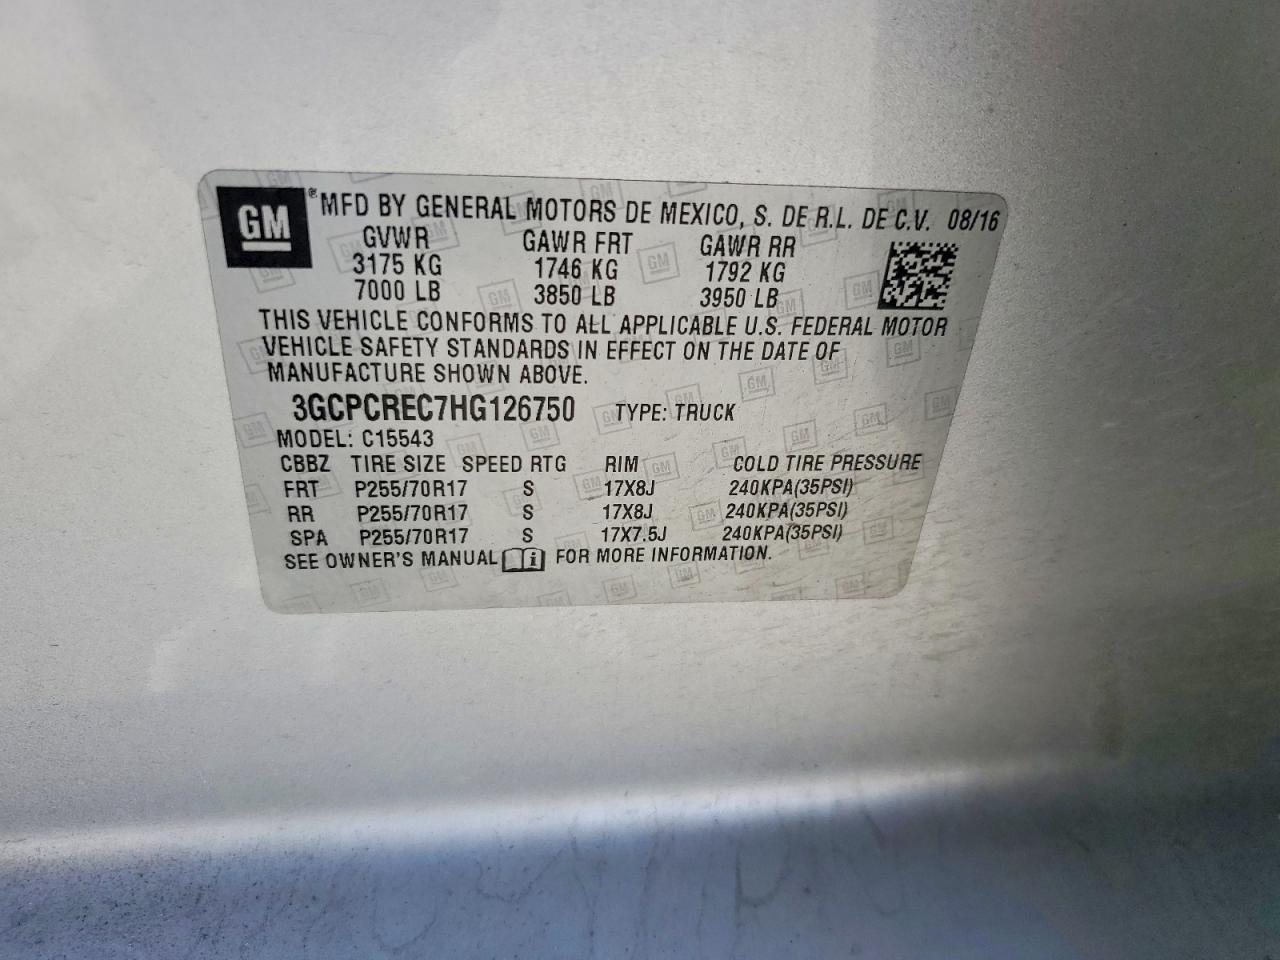 GM ® MFD BY GENERAL MOTORS DE MEXICO, S. DE R.L. DE C.V. 08/16
GVWR GAWR FRT GAWR RR
3175 KG 1746 KG 1792 KG
7000 LB 3850 LB 3950 LB
THIS VEHICLE CONFORMS TO ALL APPLICABLE U.S. FEDERAL MOTOR
VEHICLE SAFETY STANDARDS IN EFFECT ON THE DATE OF
MANUFACTURE SHOWN ABOVE.
3GCPCREC7HG126750 TYPE: TRUCK
MODEL: C15543
CBBZ TIRE SIZE SPEED RTG RIM COLD TIRE PRESSURE
FRT P255/70R17 S 17X8J 240KPA(35PSI)
RR P255/70R17 S 17X8J 240KPA(35PSI)
SPA P255/70R17 S 17X7.5J 240KPA(35PSI)
SEE OWNER'S MANUAL i FOR MORE INFORMATION.